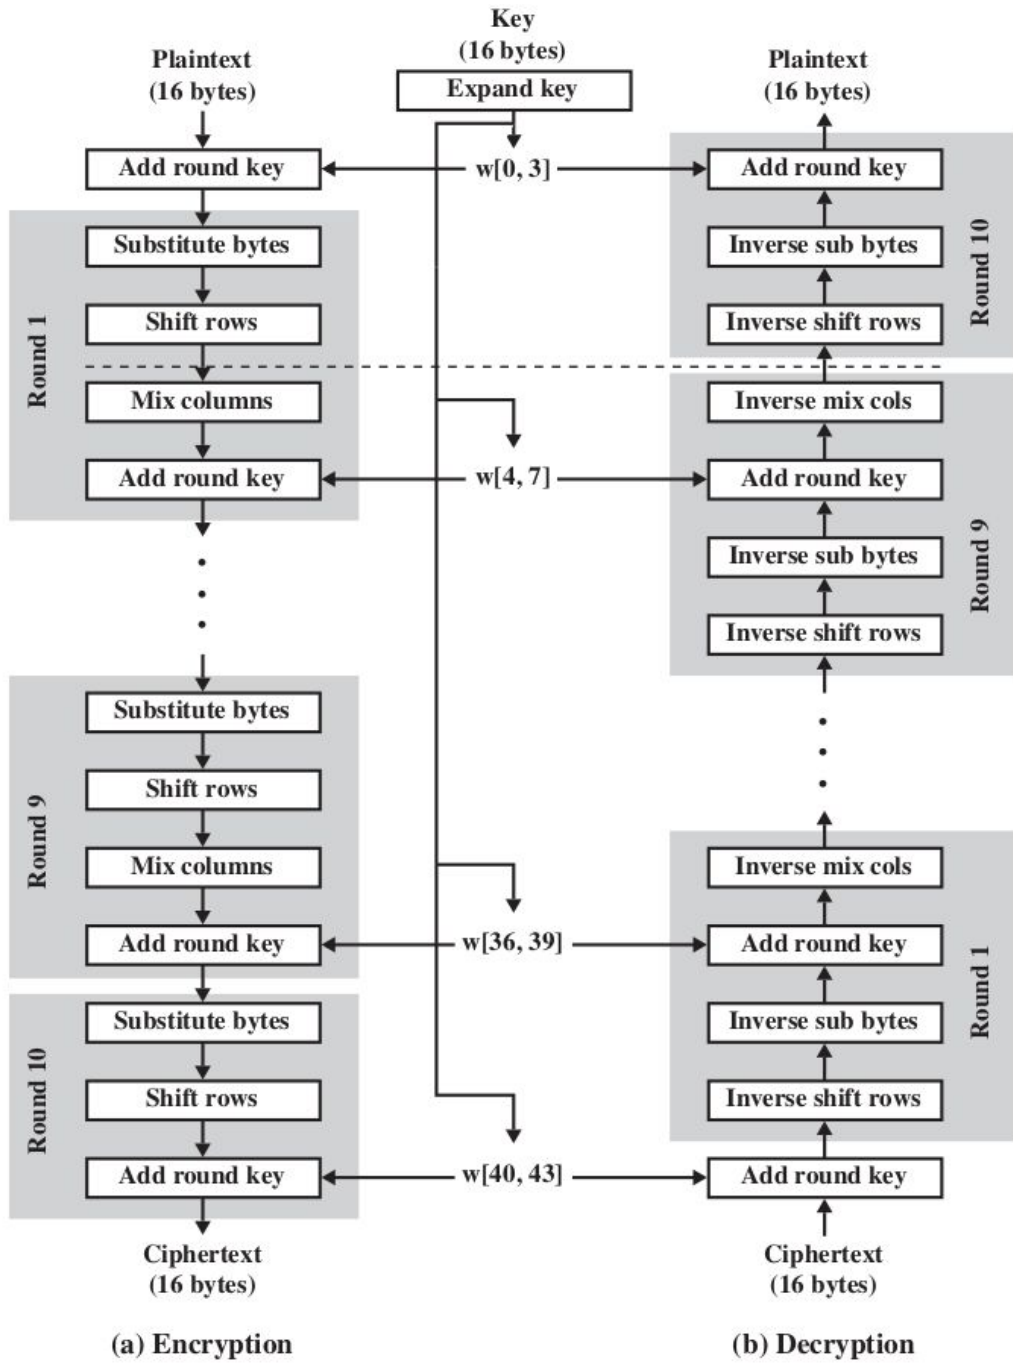 Key
(16 bytes)
Expand key
Plaintext
(16 bytes)
Add round key
Round 1
Substitute bytes
Shift rows
Mix columns
Add round key
Round 9
Substitute bytes
Shift rows
Mix columns
Add round key
Round 10
Substitute bytes
Shift rows
Add round key
Ciphertext
(16 bytes)
(a) Encryption
w[0, 3]
w[4, 7]
w[36, 39]
w[40, 43]
Plaintext
(16 bytes)
Add round key
Inverse sub bytes
Inverse shift rows
Round 10
Inverse mix cols
Add round key
Inverse sub bytes
Inverse shift rows
Round 9
Inverse mix cols
Add round key
Inverse sub bytes
Inverse shift rows
Round 1
Add round key
Ciphertext
(16 bytes)
(b) Decryption